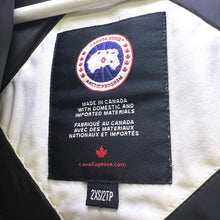 CANADA GOOSE
ARCTIC PROGRAM
MADE IN CANADA
WITH DOMESTIC AND
IMPORTED MATERIALS
FABRIQUÉ AU CANADA
AVEC DES MATERIAUX
NATIONAUX ET IMPORTÉS
canadagoose.com
2XS/2TP